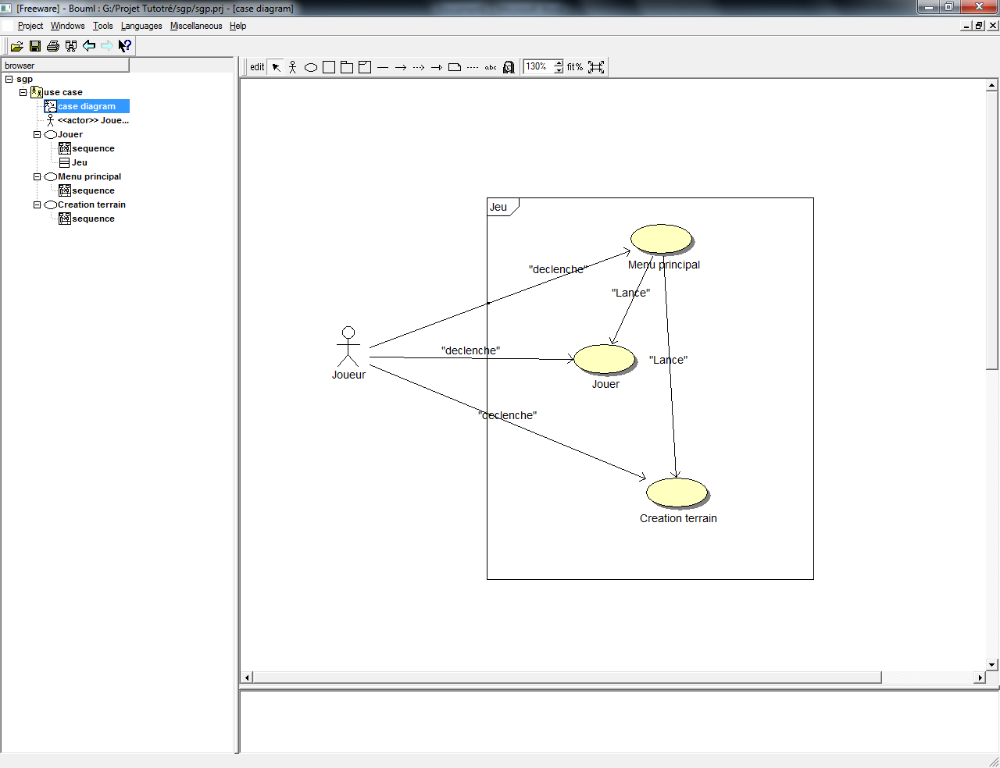 [Freeware] - Bouml : G:/Projet Tutotré/sgp/sgp.prj - [case diagram]
Project Windows Tools Languages Miscellaneous Help
browser
sgp
use case
case diagram
<<actor>> Joue...
Jouer
sequence
Jeu
Menu principal
sequence
Creation terrain
sequence
edit abc 130% fit%
Jeu
Menu principal
"declenche"
"Lance"
"declenche"
"Lance"
Joueur
Jouer
"declenche"
Creation terrain